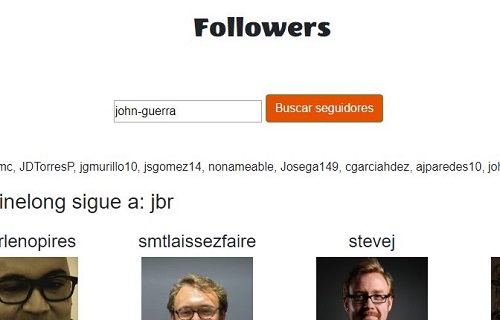 Followers
john-guerra Buscar seguidores
mc, JDTorresP, jgmurillo10, jsgomez14, nonameable, Josega149, cgarciahdez, ajparedes10, joh
inelong sigue a: jbr
rlenopires smtlaissezfaire stevej